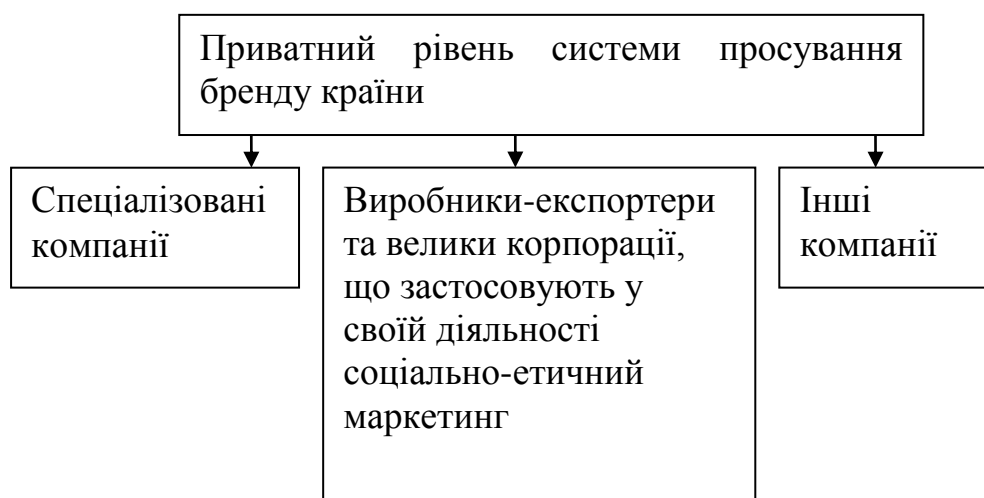 Приватний рівень системи просування
бренду країни
Спеціалізовані
компанії
Виробники-експортери
та велики корпорації,
що застосовують у
своїй діяльності
соціально-етичний
маркетинг
Інші
компанії